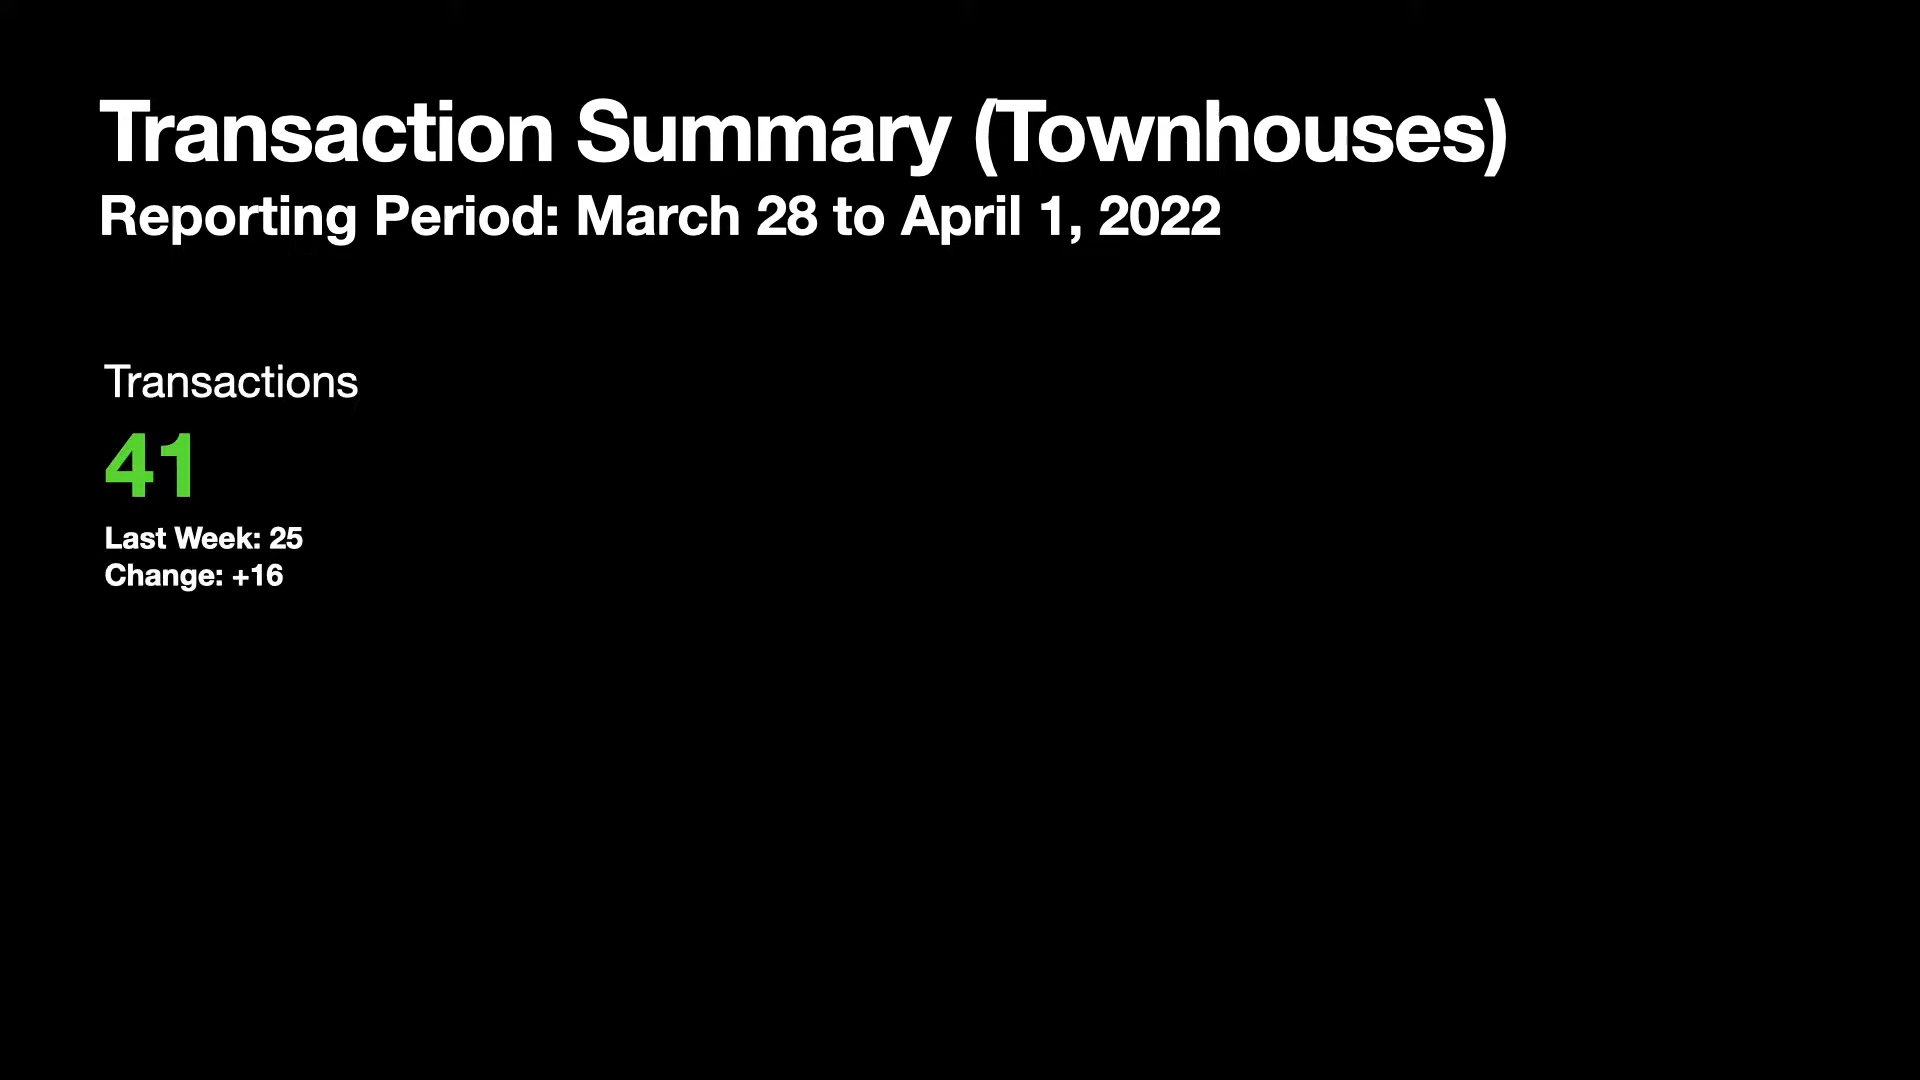 Transaction Summary (Townhouses)
Reporting Period: March 28 to April 1, 2022
Transactions
41
Last Week: 25
Change: +16